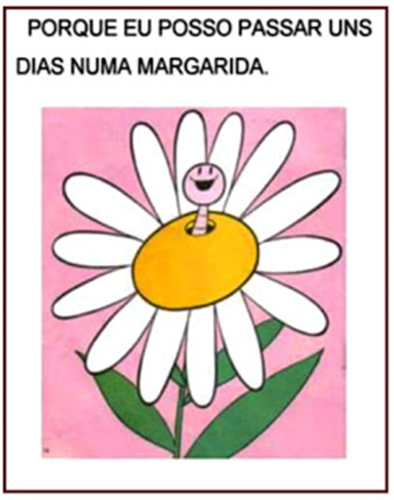 PORQUE EU POSSO PASSAR UNS
DIAS NUMA MARGARIDA.